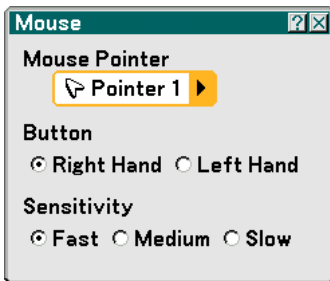 Mouse
Mouse Pointer
Pointer 1
Button
Right Hand Left Hand
Sensitivity
Fast Medium Slow